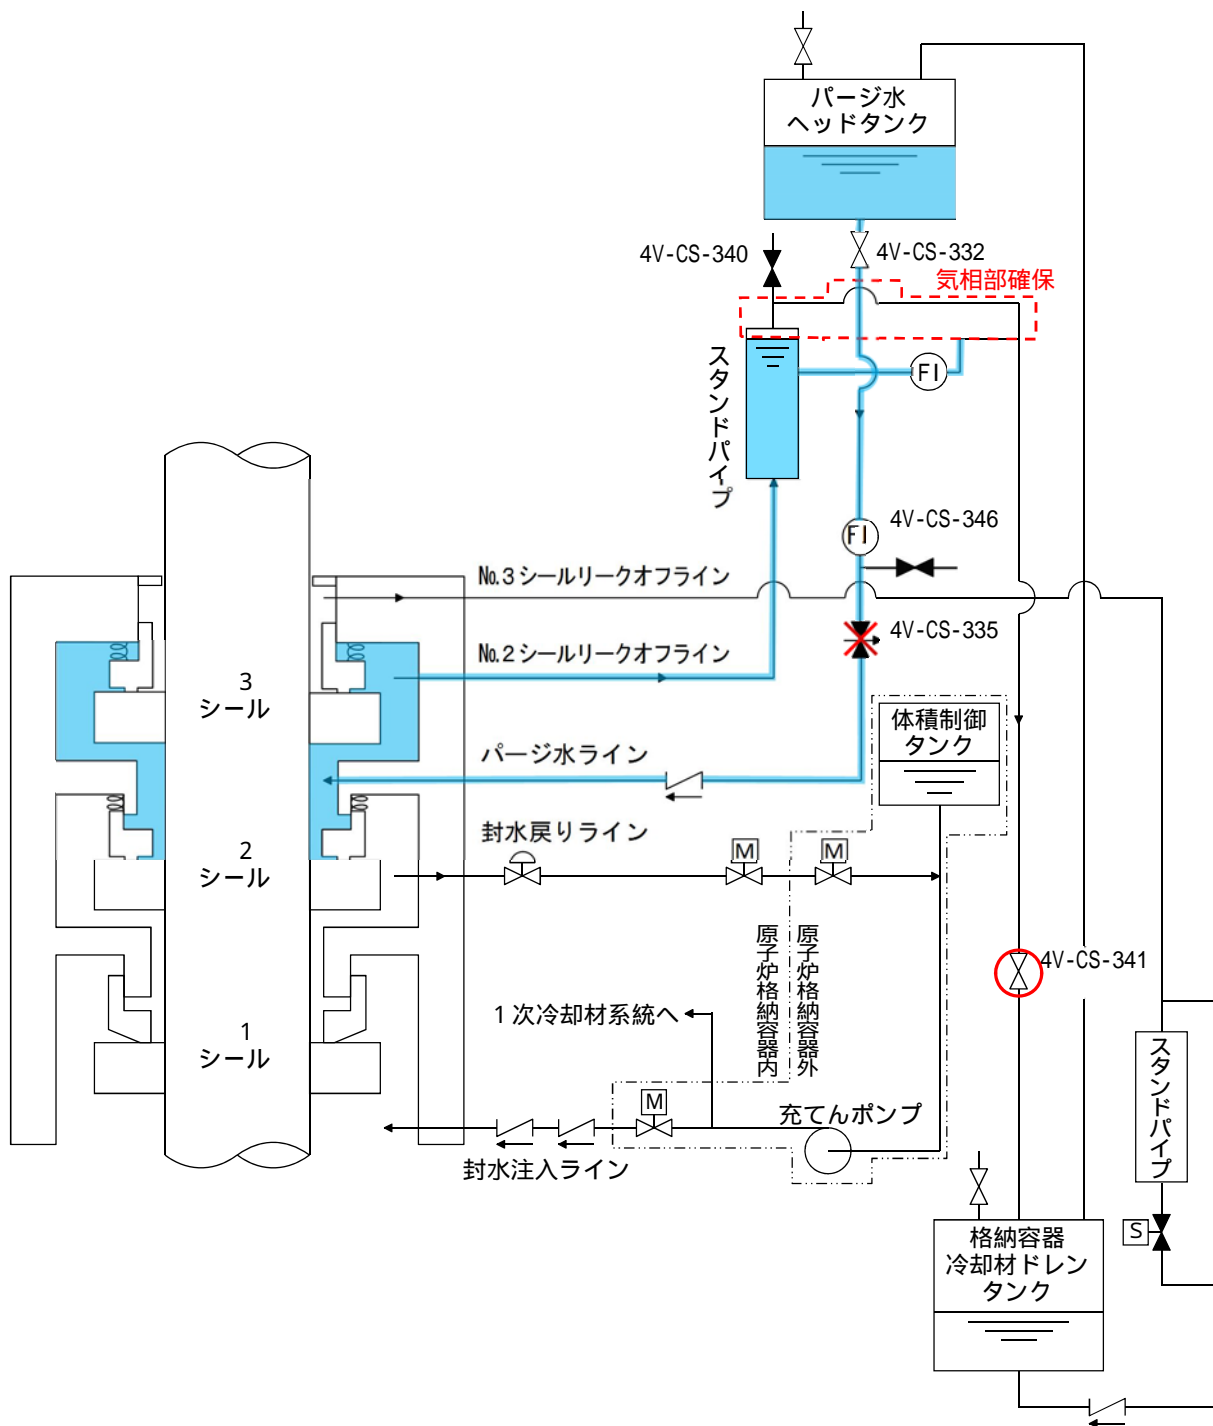 パージ水
ヘッドタンク
4V-CS-340
4V-CS-332
気相部確保
スタンドパイプ
FI
FI
4V-CS-346
No.3シールリークオフライン
4V-CS-335
No.2シールリークオフライン
3
シール
体積制御
タンク
パージ水ライン
封水戻りライン
2
シール
M
M
原子炉格納容器内
原子炉格納容器外
4V-CS-341
1次冷却材系統へ
1
シール
スタンドパイプ
M
充てんポンプ
封水注入ライン
S
格納容器
冷却材ドレン
タンク